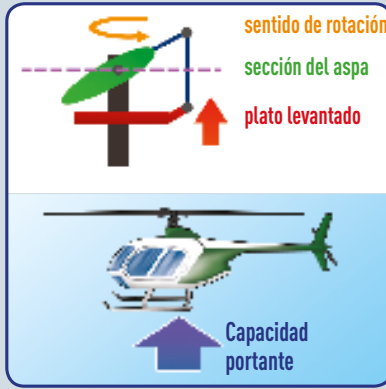 sentido de rotación
sección del aspa
plato levantado
Capacidad
portante